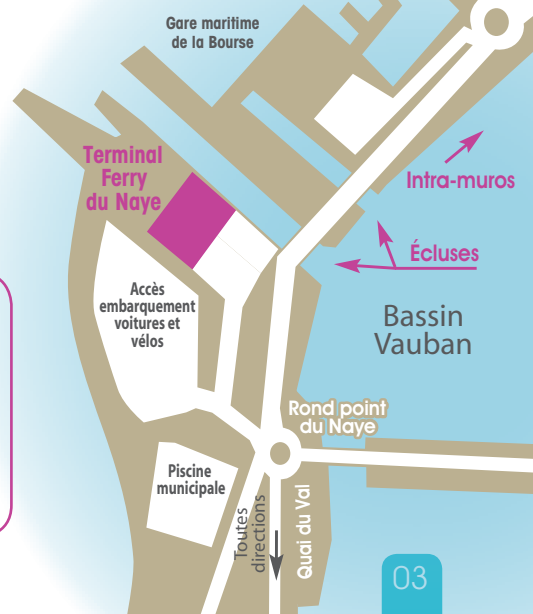 Gare maritime
de la Bourse
Terminal
Ferry
du Naye
Intra-muros
Écluses
Accès
embarquement
voitures et
vélos
Bassin
Vauban
Rond point
du Naye
Piscine
municipale
Toutes
directions
Quai du Val
03